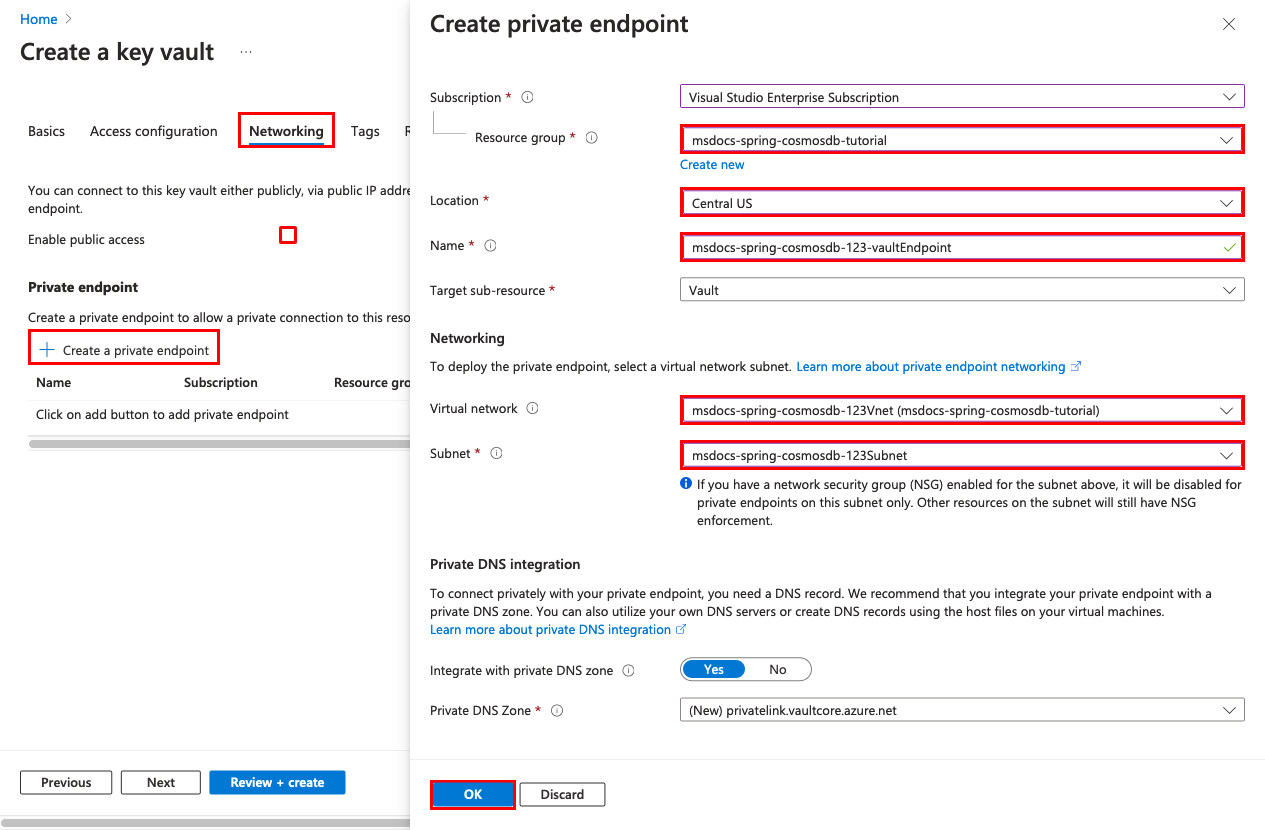 Home
Create a key vault ...
Basics Access configuration Networking Tags
You can connect to this key vault either publicly, via public IP
endpoint.
Enable public access
Private endpoint
Create a private endpoint to allow a private connection to this
Create a private endpoint
Name Subscription Resource
Click on add button to add private endpoint
Previous Next Review + create
Create private endpoint
Subscription * Visual Studio Enterprise Subscription
Resource group * msdocs-spring-cosmosdb-tutorial
Create new
Location * Central US
Name * msdocs-spring-cosmosdb-123-vaultEndpoint
Target sub-resource * Vault
Networking
To deploy the private endpoint, select a virtual network subnet. Learn more about private endpoint networking
Virtual network msdocs-spring-cosmosdb-123Vnet (msdocs-spring-cosmosdb-tutorial)
Subnet * msdocs-spring-cosmosdb-123Subnet
If you have a network security group (NSG) enabled for the subnet above, it will be disabled for
private endpoints on this subnet only. Other resources on the subnet will still have NSG
enforcement.
Private DNS integration
To connect privately with your private endpoint, you need a DNS record. We recommend that you integrate your private endpoint with a
private DNS zone. You can also utilize your own DNS servers or create DNS records using the host files on your virtual machines.
Learn more about private DNS integration
Integrate with private DNS zone Yes No
Private DNS Zone * (New) privatelink.vaultcore.azure.net
OK Discard